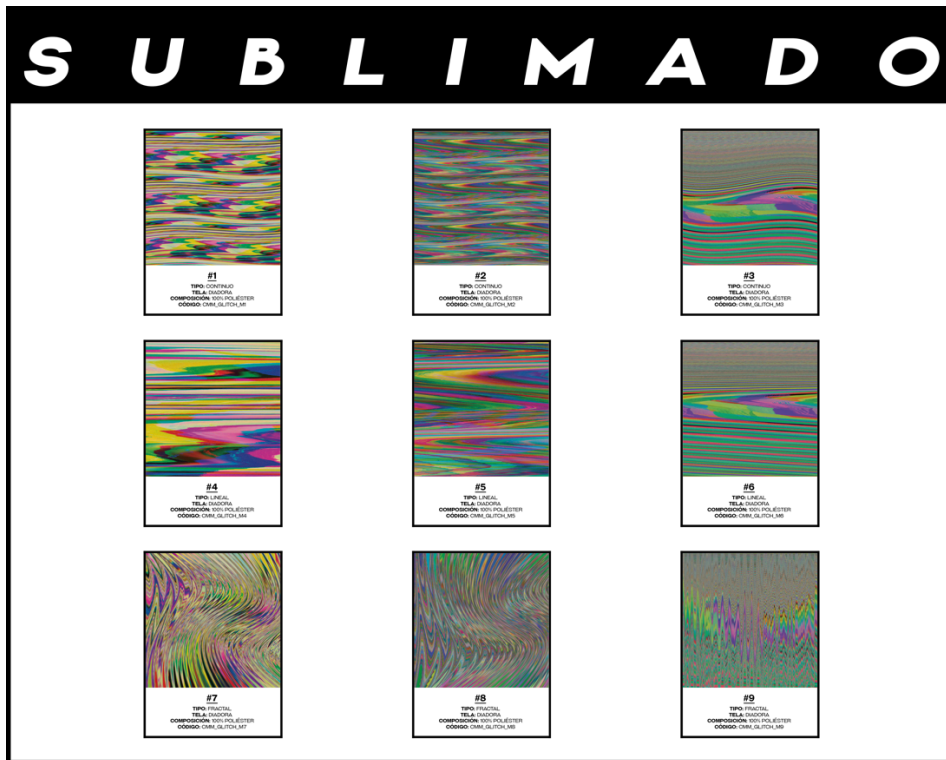 SUBLIMADO
#1
TIPO: CONTINUO
TELA: DIADORA
COMPOSICIÓN: 100% POLIÉSTER
CÓDIGO: CMM_GLITCH_M1
#2
TIPO: CONTINUO
TELA: DIADORA
COMPOSICIÓN: 100% POLIÉSTER
CÓDIGO: CMM_GLITCH_M2
#3
TIPO: CONTINUO
TELA: DIADORA
COMPOSICIÓN: 100% POLIÉSTER
CÓDIGO: CMM_GLITCH_M3
#4
TIPO: LINEAL
TELA: DIADORA
COMPOSICIÓN: 100% POLIÉSTER
CÓDIGO: CMM_GLITCH_M4
#5
TIPO: LINEAL
TELA: DIADORA
COMPOSICIÓN: 100% POLIÉSTER
CÓDIGO: CMM_GLITCH_M5
#6
TIPO: LINEAL
TELA: DIADORA
COMPOSICIÓN: 100% POLIÉSTER
CÓDIGO: CMM_GLITCH_M6
#7
TIPO: FRACTAL
TELA: DIADORA
COMPOSICIÓN: 100% POLIÉSTER
CÓDIGO: CMM_GLITCH_M7
#8
TIPO: FRACTAL
TELA: DIADORA
COMPOSICIÓN: 100% POLIÉSTER
CÓDIGO: CMM_GLITCH_M8
#9
TIPO: FRACTAL
TELA: DIADORA
COMPOSICIÓN: 100% POLIÉSTER
CÓDIGO: CMM_GLITCH_M9